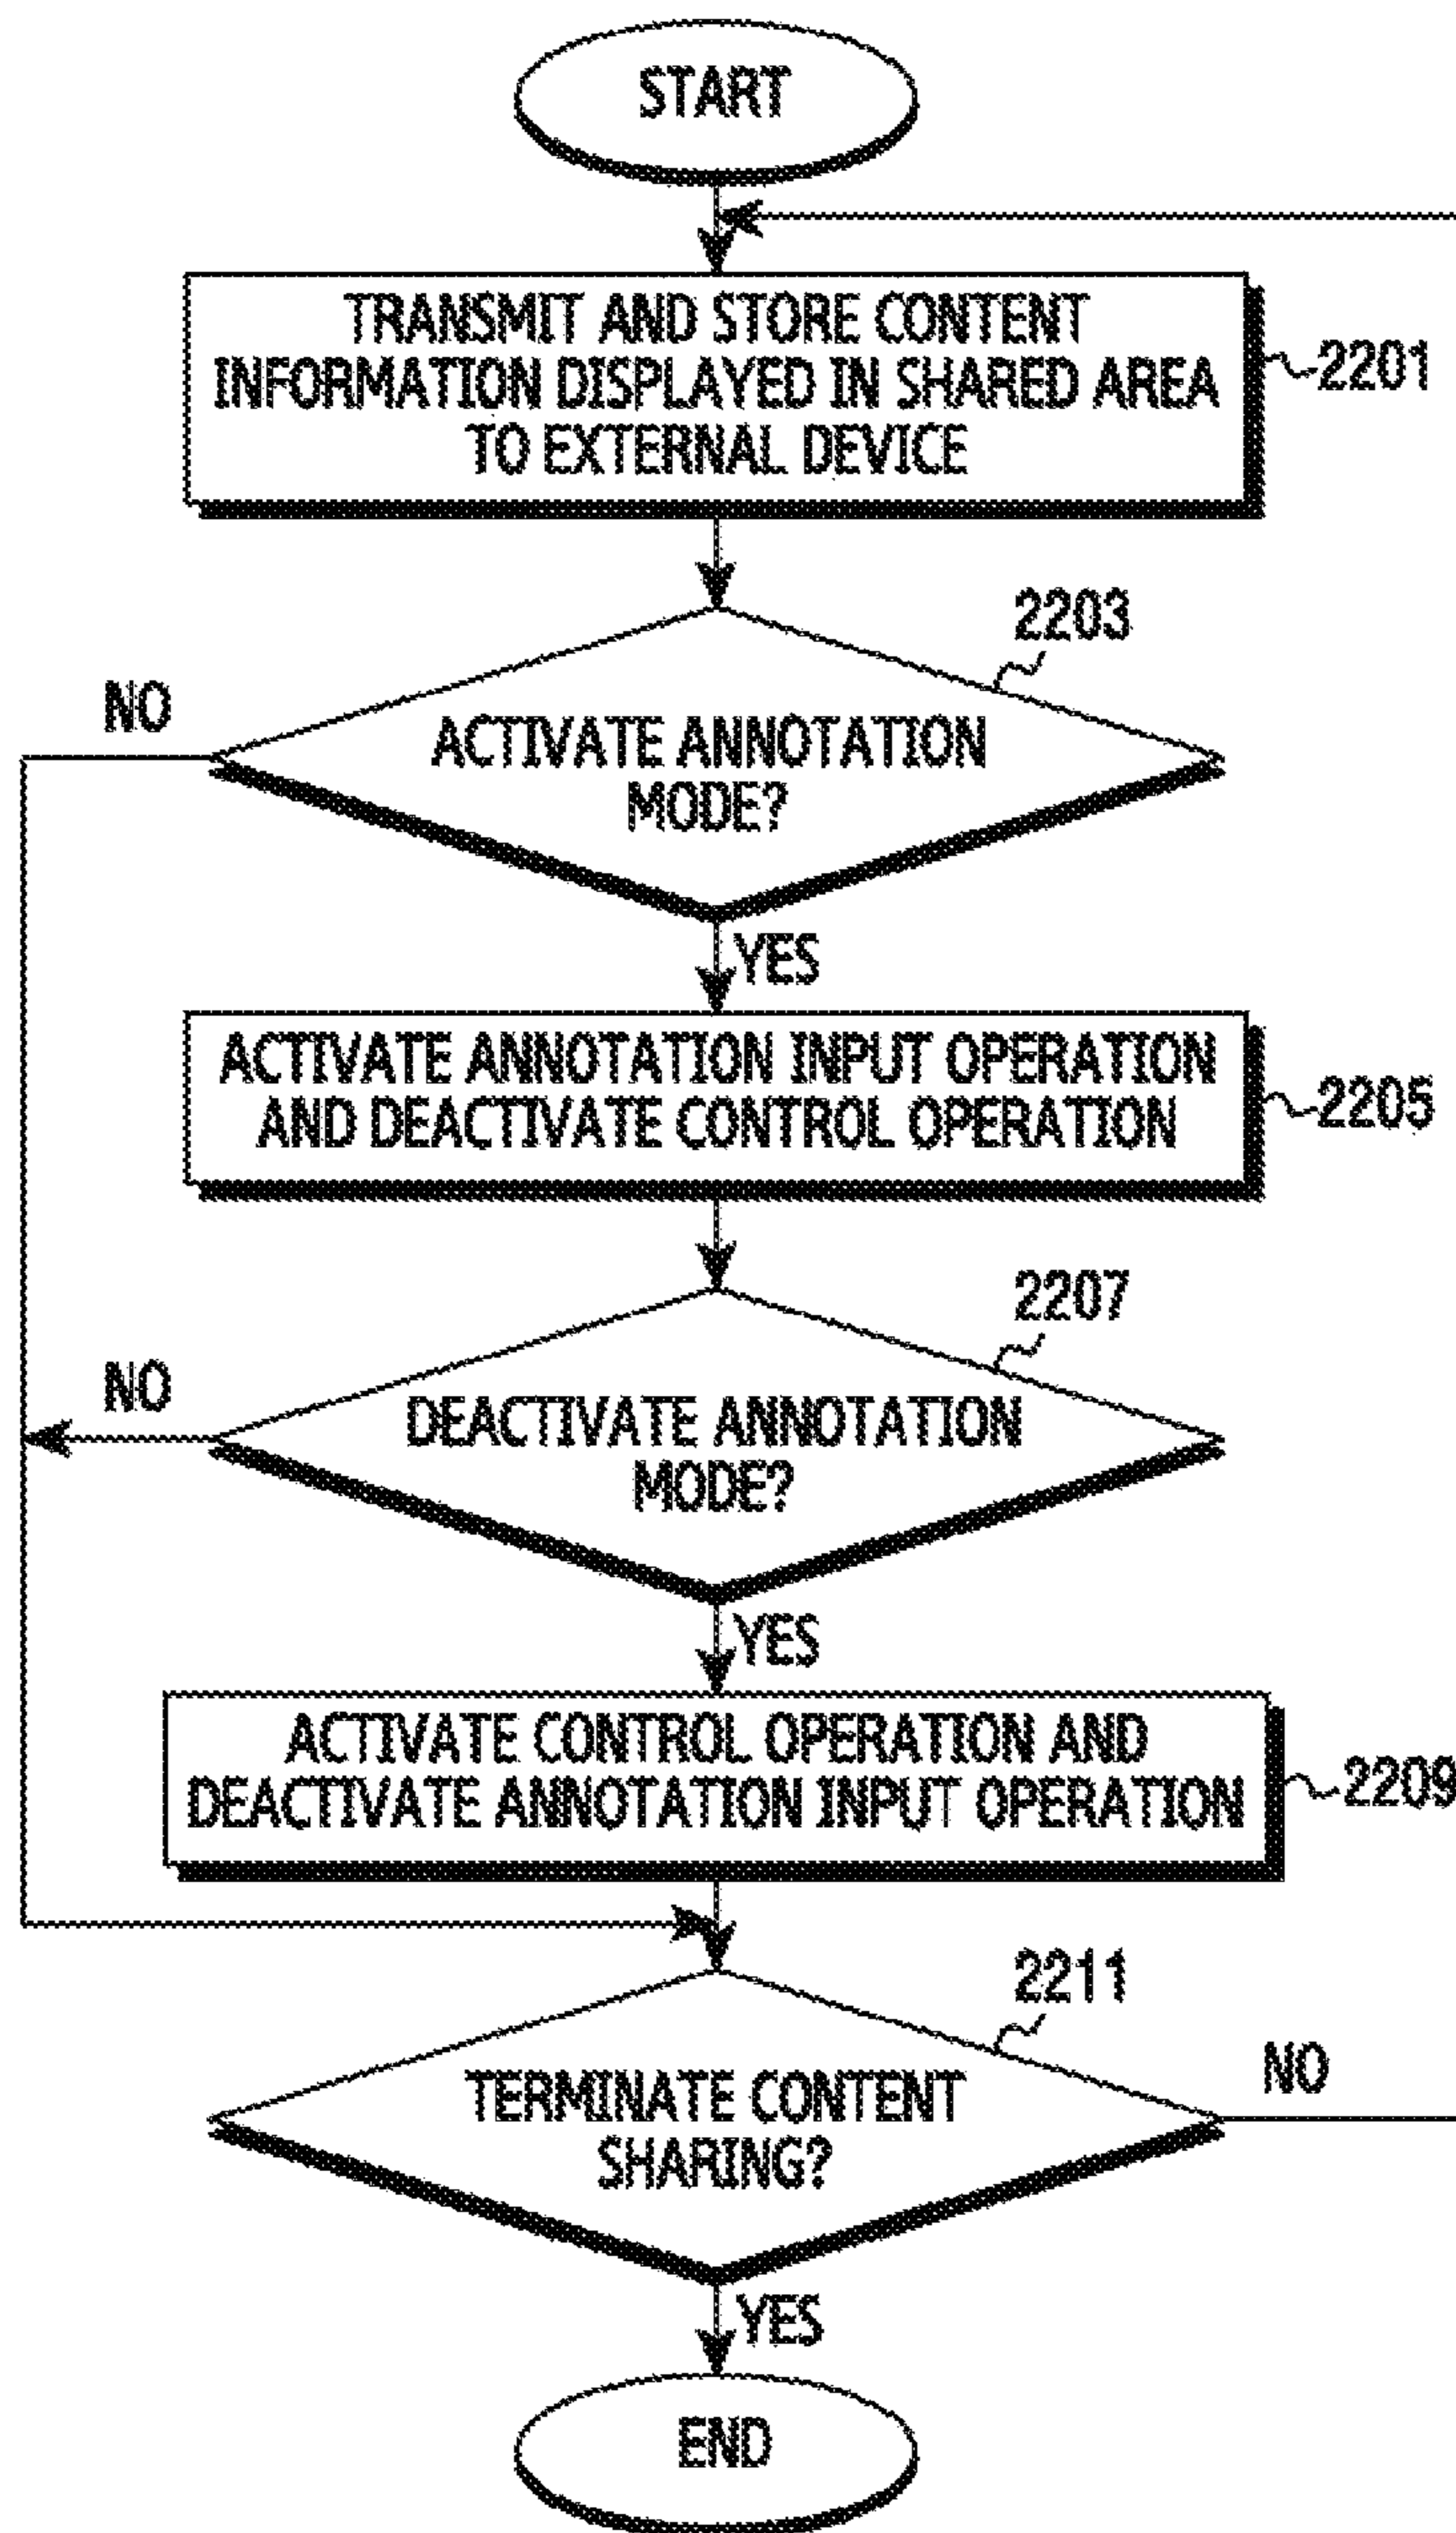 START
TRANSMIT AND STORE CONTENT
INFORMATION DISPLAYED IN SHARED AREA
TO EXTERNAL DEVICE
2201
2203
NO
ACTIVATE ANNOTATION
MODE?
YES
ACTIVATE ANNOTATION INPUT OPERATION
AND DEACTIVATE CONTROL OPERATION
2205
2207
NO
DEACTIVATE ANNOTATION
MODE?
YES
ACTIVATE CONTROL OPERATION AND
DEACTIVATE ANNOTATION INPUT OPERATION
2209
2211
NO
TERMINATE CONTENT
SHARING?
YES
END